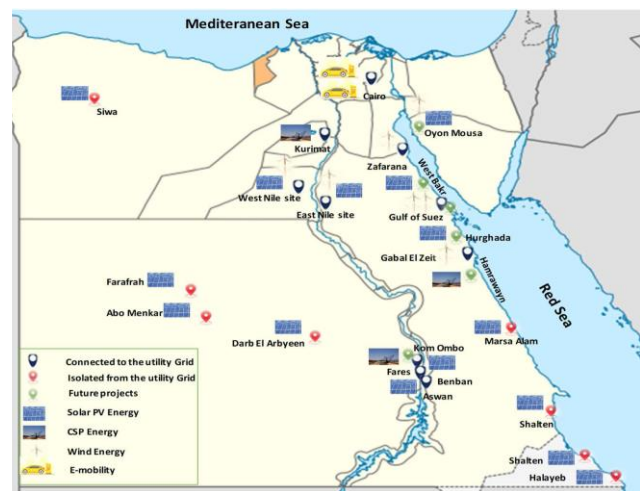 Mediteranean Sea
Cairo
Siwa
Oyon Mousa
Kurimat
Zafarana
West Bakr
West Nile site
East Nile site
Gulf of Suez
Hurghada
Gabal El Zeit
Hamrawayn
Red Sea
Farafrah
Abo Menkar
Darb El Arbyeen
Marsa Alam
Kom Ombo
Fares
Benban
Aswan
Shalten
Shalten
Halayeb
Connected to the utility Grid
Isolated from the utility Grid
Future projects
Solar PV Energy
CSP Energy
Wind Energy
E-mobility